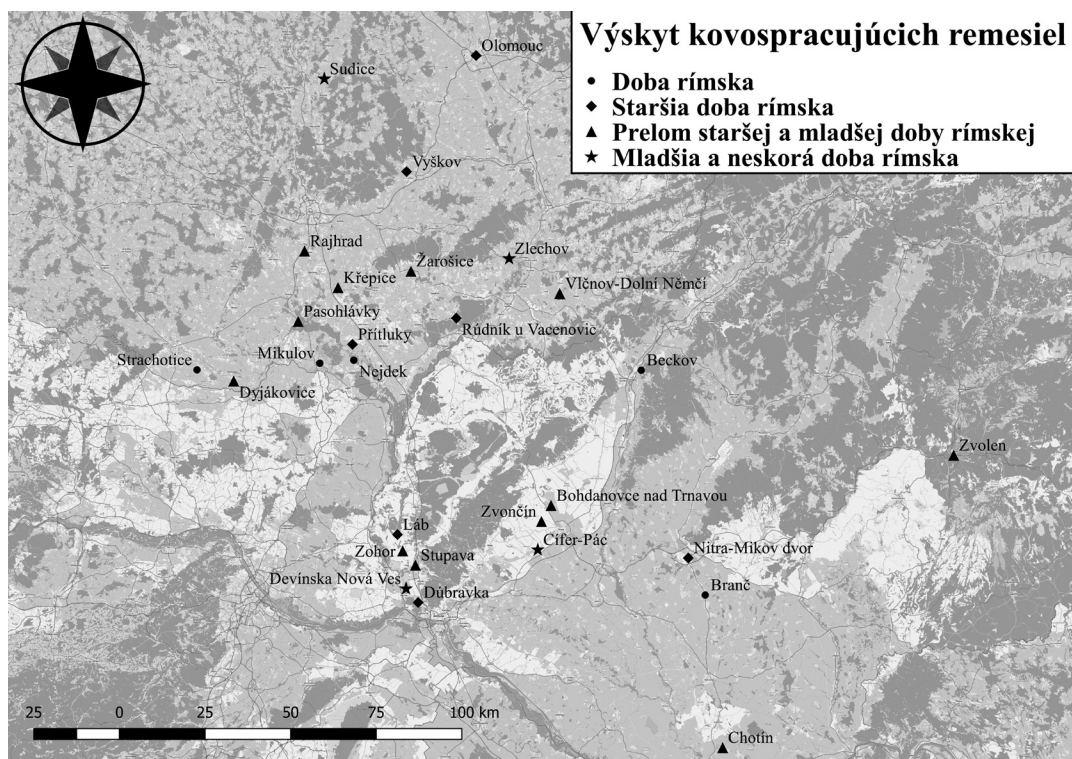 Výskyt kovospracujúcich remesiel
Doba rímska
Staršia doba rímska
Prelom staršej a mladšej doby rímskej
Mladšia a neskorá doba rímska
Olomouc
Sudice
Vyškov
Rajhrad
Žarošice
Zlechov
Křepice
Vlčnov-Dolní Němčí
Pasohlávky
Přítluky
Rúdník u Vacenovic
Strachotice
Mikulov
Nejdek
Beckov
Dyjákovice
Zvolen
Bohdanovce nad Trnavou
Zvončín
Láb
Cífer-Pác
Zohor
Stupava
Nitra-Mikov dvor
Devínska Nová Ves
Důbravka
Branč
Chotín
25 0 25 50 75 100 km